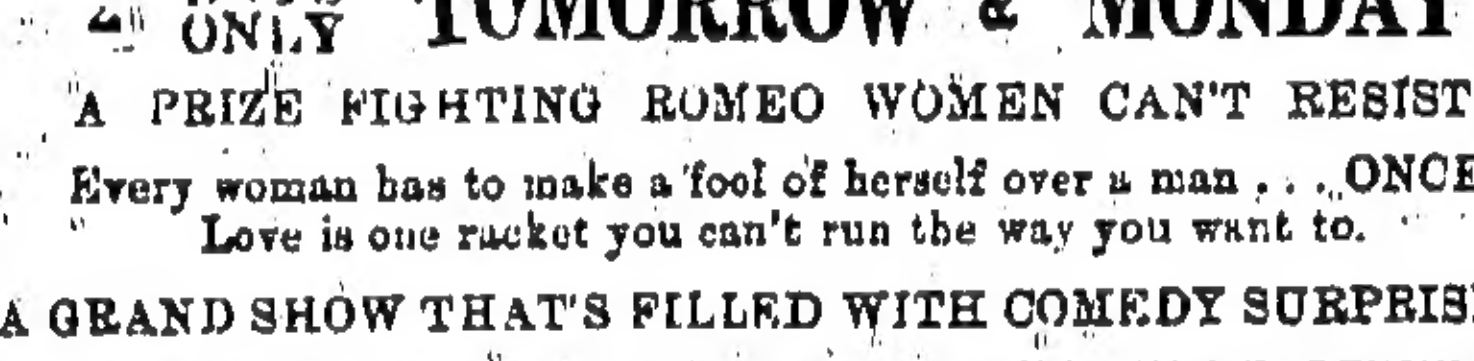 ONLY TOMORROW & MONDAY
"A PRIZE FIGHTING ROMEO WOMEN CAN'T RESIST
Every woman has to make a fool of herself over a man . . . ONCE
Love is one racket you can't run the way you want to.
A GRAND SHOW THAT'S FILLED WITH COMEDY